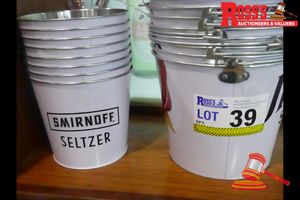 ROSS'S
AUCTIONEERS & VALUERS
SMIRNOFF
SELTZER
ROSS'S
LOT 39